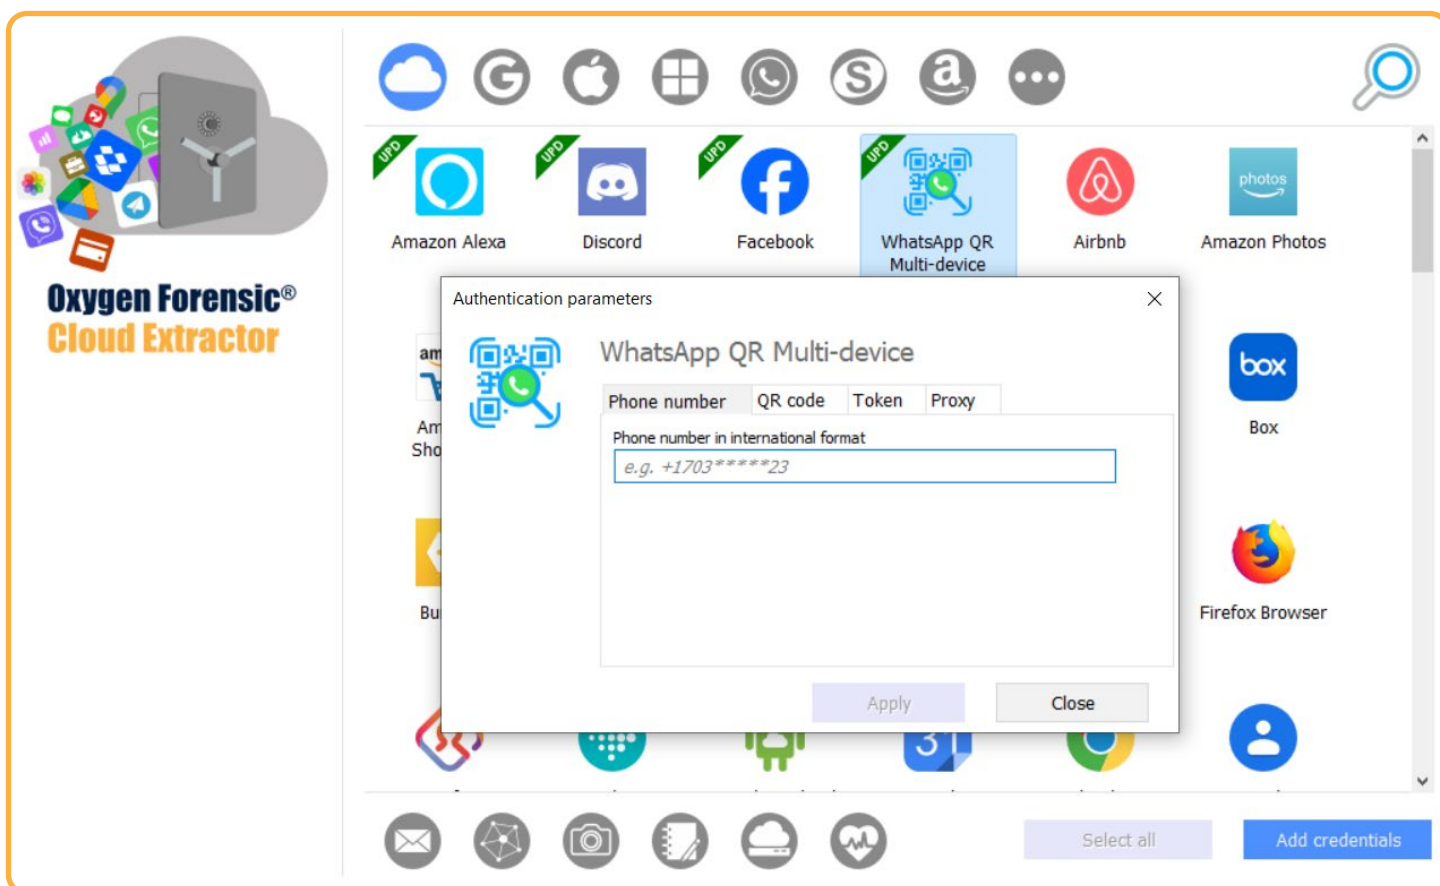 UPD
UPD
UPD
UPD
photos
Amazon Alexa
Discord
Facebook
WhatsApp QR
Multi-device
Airbnb
Amazon Photos
Oxygen Forensic®
Cloud Extractor
Authentication parameters
WhatsApp QR Multi-device
Phone number
QR code
Token
Proxy
Phone number in international format
e.g. +1703*****23
box
Box
Firefox Browser
Apply
Close
31
Select all
Add credentials